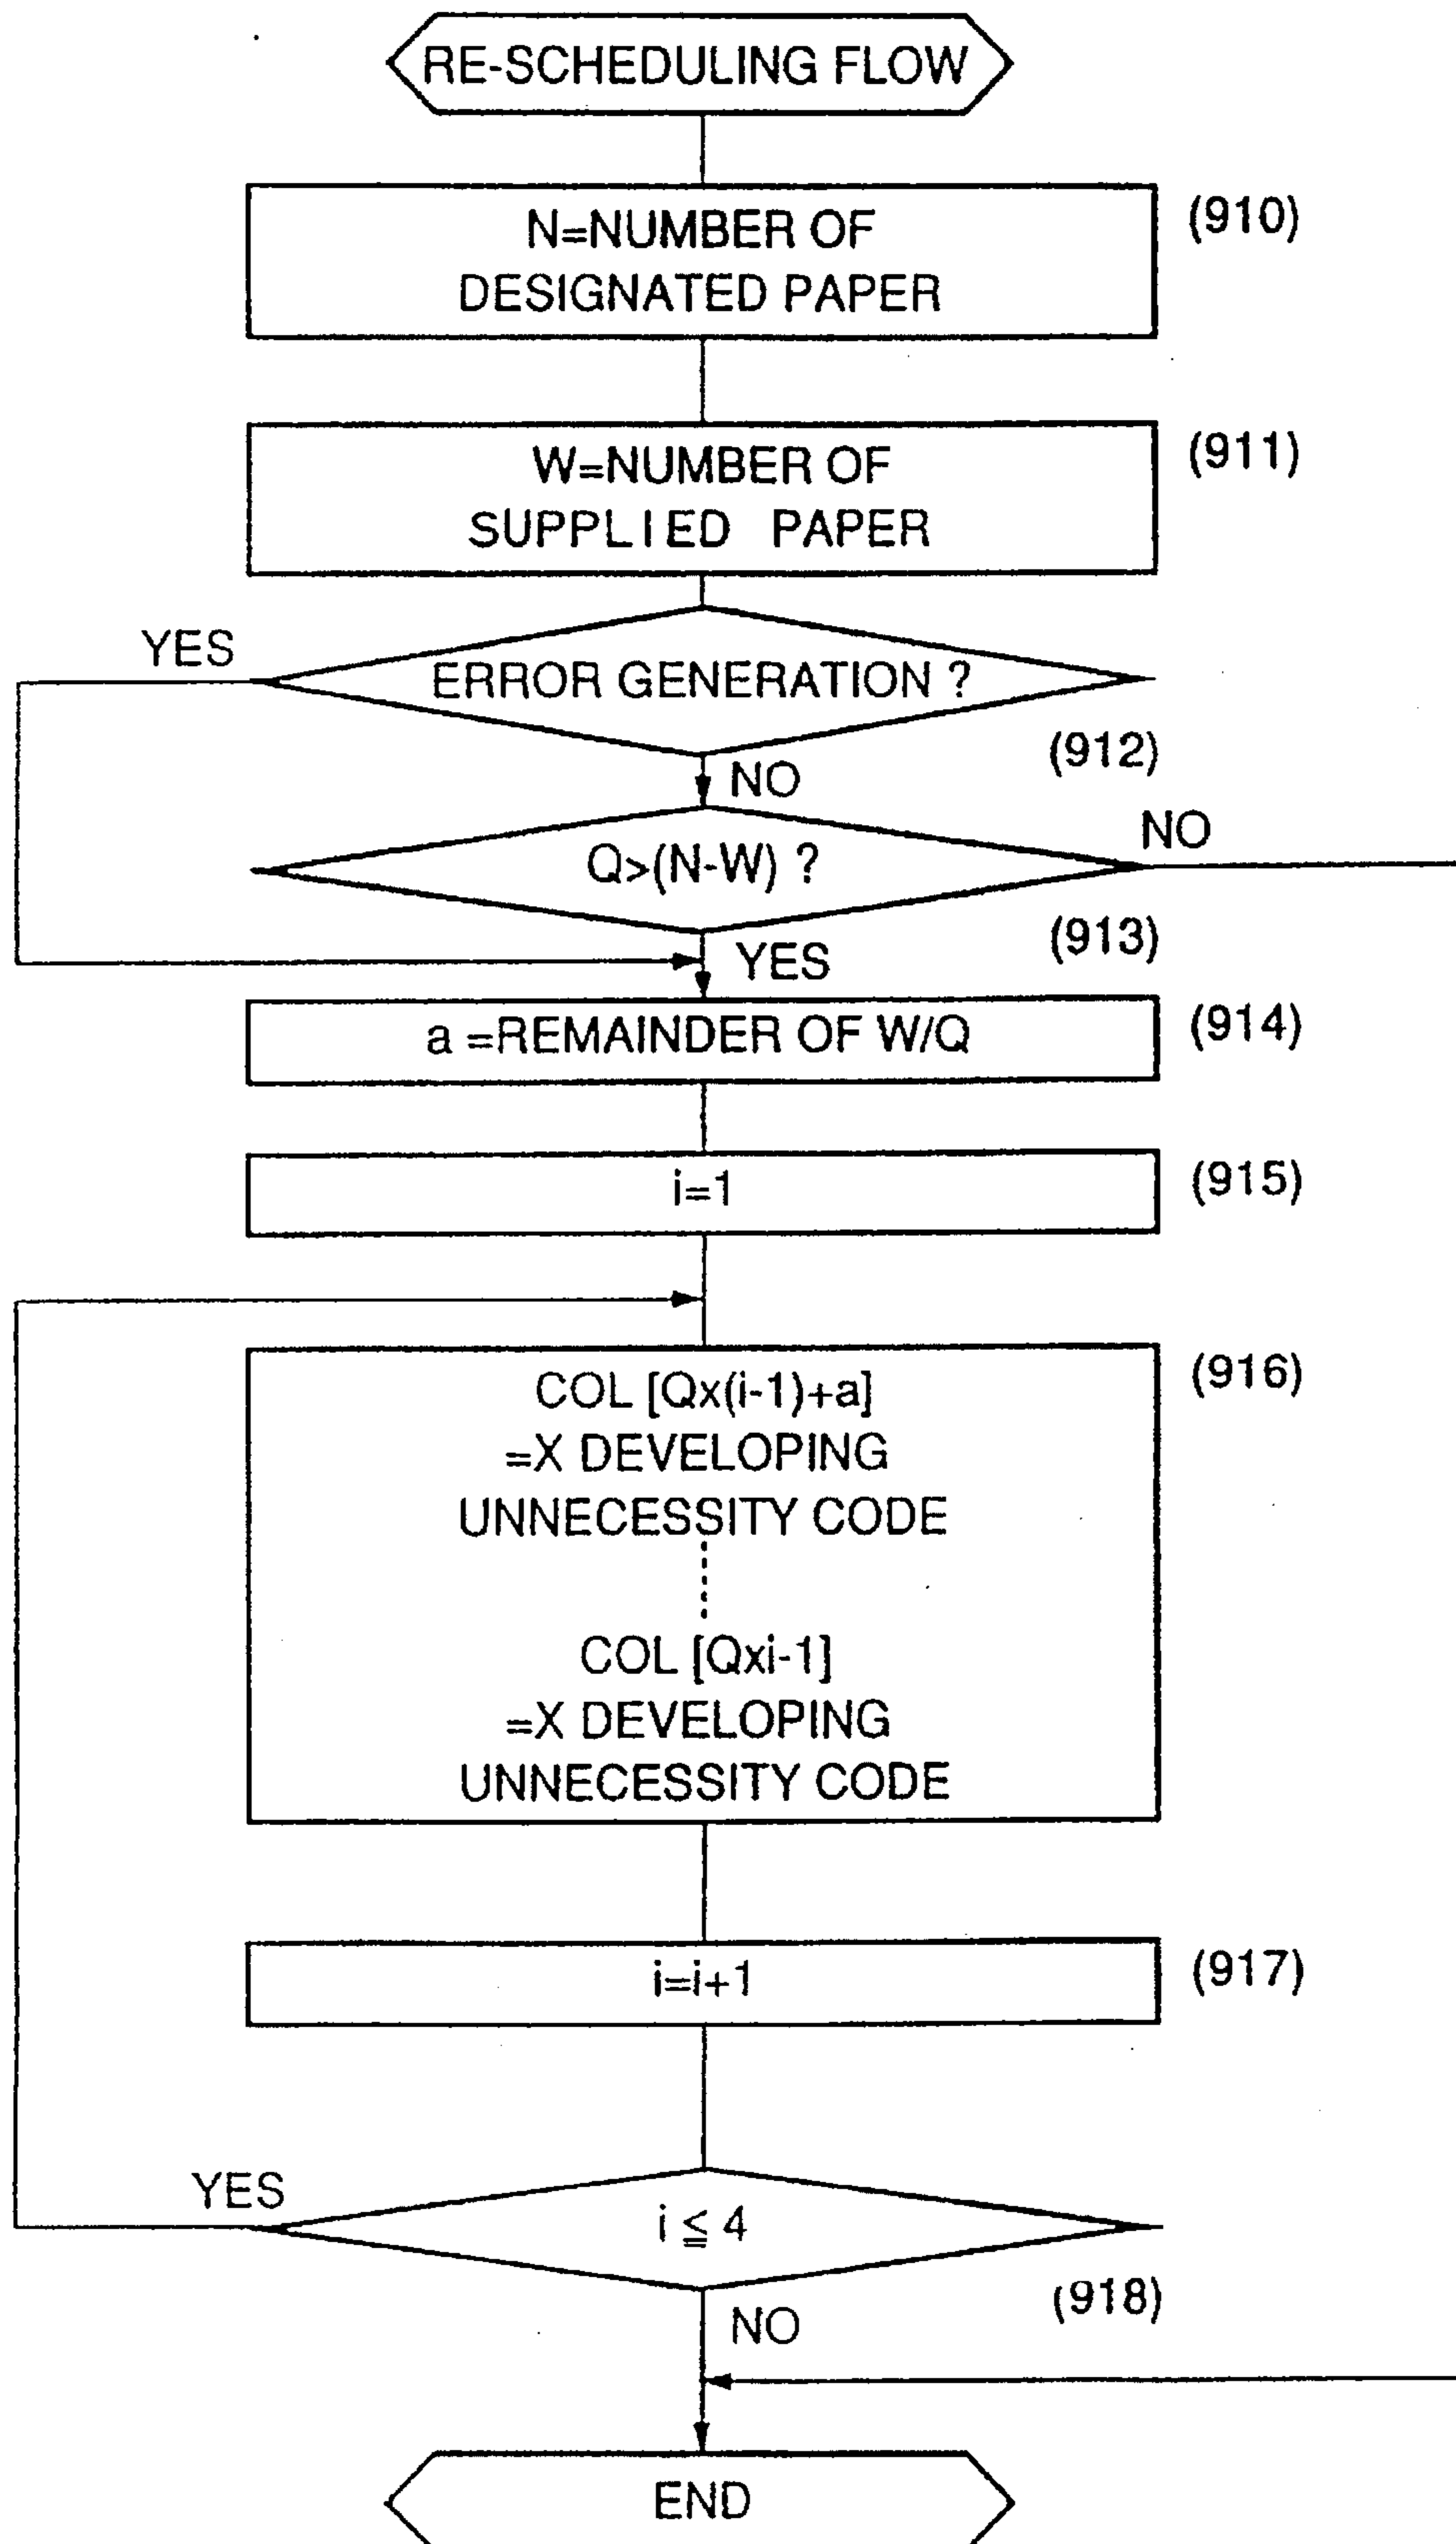 RE-SCHEDULING FLOW
N=NUMBER OF
DESIGNATED PAPER
(910)
W=NUMBER OF
SUPPLIED PAPER
(911)
YES
ERROR GENERATION ?
(912)
NO
Q>(N-W) ?
NO
(913)
YES
a =REMAINDER OF W/Q
(914)
i=1
(915)
COL [Qx(i-1)+a]
=X DEVELOPING
UNNECESSITY CODE
COL [Qxi-1]
=X DEVELOPING
UNNECESSITY CODE
(916)
i=i+1
(917)
YES
i ≦ 4
(918)
NO
END